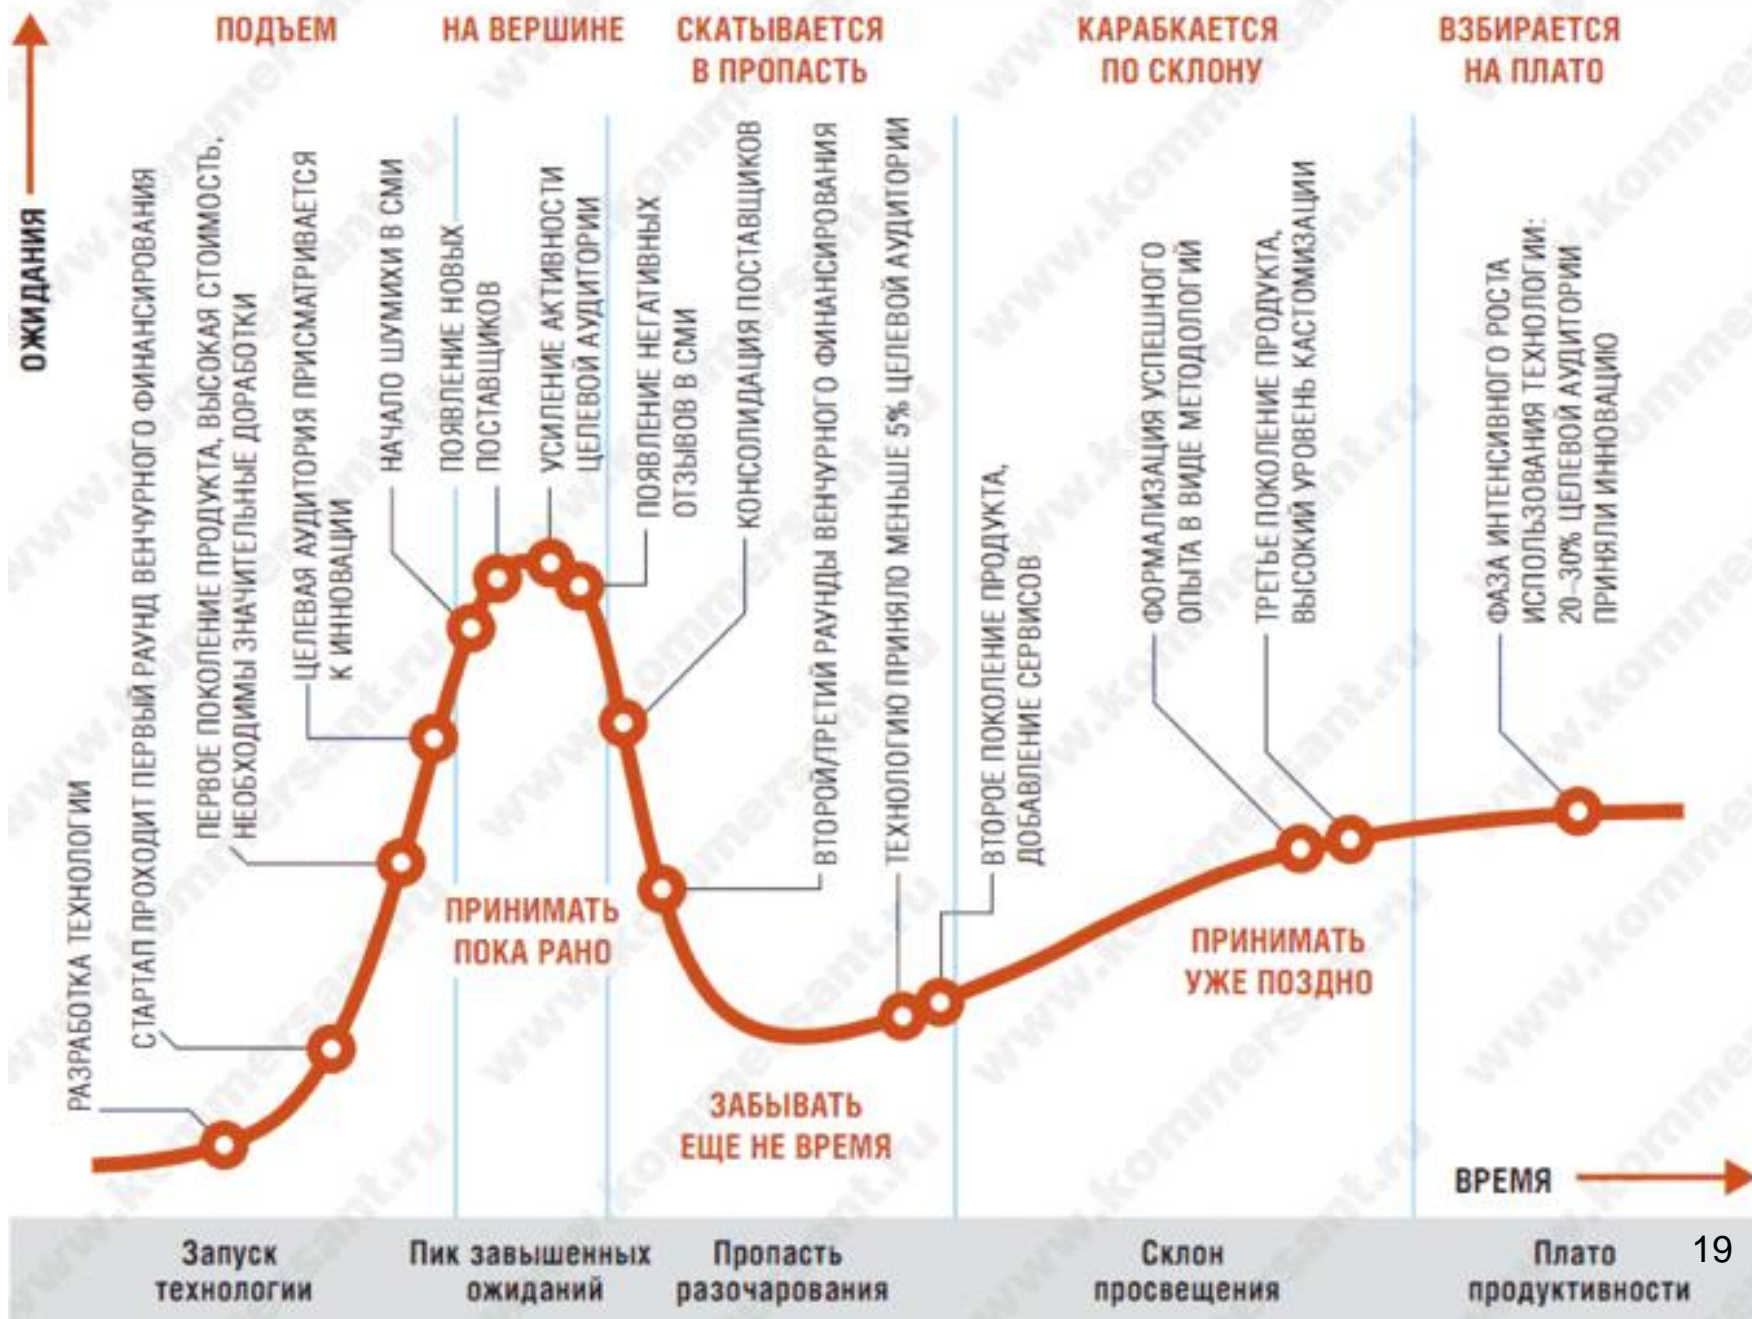 ПОДЪЕМ
НА ВЕРШИНЕ
СКАТЫВАЕТСЯ
В ПРОПАСТЬ
КАРАБКАЕТСЯ
ПО СКЛОНУ
ВЗБИРАЕТСЯ
НА ПЛАТО
ОЖИДАНИЯ
РАЗРАБОТКА ТЕХНОЛОГИИ
СТАРТАП ПРОХОДИТ ПЕРВЫЙ РАУНД ВЕНЧУРНОГО ФИНАНСИРОВАНИЯ
ПЕРВОЕ ПОКОЛЕНИЕ ПРОДУКТА, ВЫСОКАЯ СТОИМОСТЬ,
НЕОБХОДИМЫ ЗНАЧИТЕЛЬНЫЕ ДОРАБОТКИ
ЦЕЛЕВАЯ АУДИТОРИЯ ПРИСМАТРИВАЕТСЯ
К ИННОВАЦИИ
НАЧАЛО ШУМИХИ В СМИ
ПОЯВЛЕНИЕ НОВЫХ
ПОСТАВЩИКОВ
УСИЛЕНИЕ АКТИВНОСТИ
ЦЕЛЕВОЙ АУДИТОРИИ
ПОЯВЛЕНИЕ НЕГАТИВНЫХ
ОТЗЫВОВ В СМИ
КОНСОЛИДАЦИЯ ПОСТАВЩИКОВ
ВТОРОЙ/ТРЕТИЙ РАУНДЫ ВЕНЧУРНОГО ФИНАНСИРОВАНИЯ
ТЕХНОЛОГИЮ ПРИНЯЛО МЕНЬШЕ 5% ЦЕЛЕВОЙ АУДИТОРИИ
ВТОРОЕ ПОКОЛЕНИЕ ПРОДУКТА,
ДОБАВЛЕНИЕ СЕРВИСОВ
ФОРМАЛИЗАЦИЯ УСПЕШНОГО
ОПЫТА В ВИДЕ МЕТОДОЛОГИЙ
ТРЕТЬЕ ПОКОЛЕНИЕ ПРОДУКТА,
ВЫСОКИЙ УРОВЕНЬ КАСТОМИЗАЦИИ
ФАЗА ИНТЕНСИВНОГО РОСТА
ИСПОЛЬЗОВАНИЯ ТЕХНОЛОГИИ:
20–30% ЦЕЛЕВОЙ АУДИТОРИИ
ПРИНЯЛИ ИННОВАЦИЮ
ПРИНИМАТЬ
ПОКА РАНО
ЗАБЫВАТЬ
ЕЩЕ НЕ ВРЕМЯ
ПРИНИМАТЬ
УЖЕ ПОЗДНО
ВРЕМЯ
Запуск
технологии
Пик завышенных
ожиданий
Пропасть
разочарования
Склон
просвещения
Плато
продуктивности
19
www.kommersant.ru